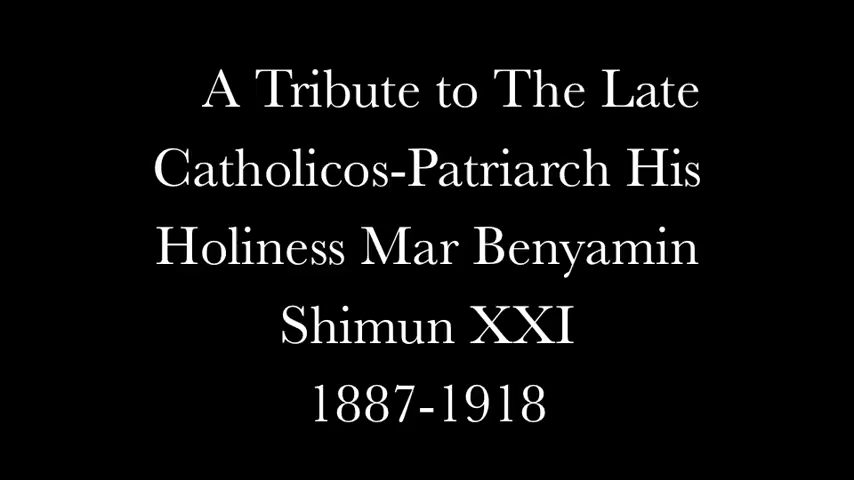 A Tribute to The Late
Catholicos-Patriarch His
Holiness Mar Benyamin
Shimun XXI
1887-1918